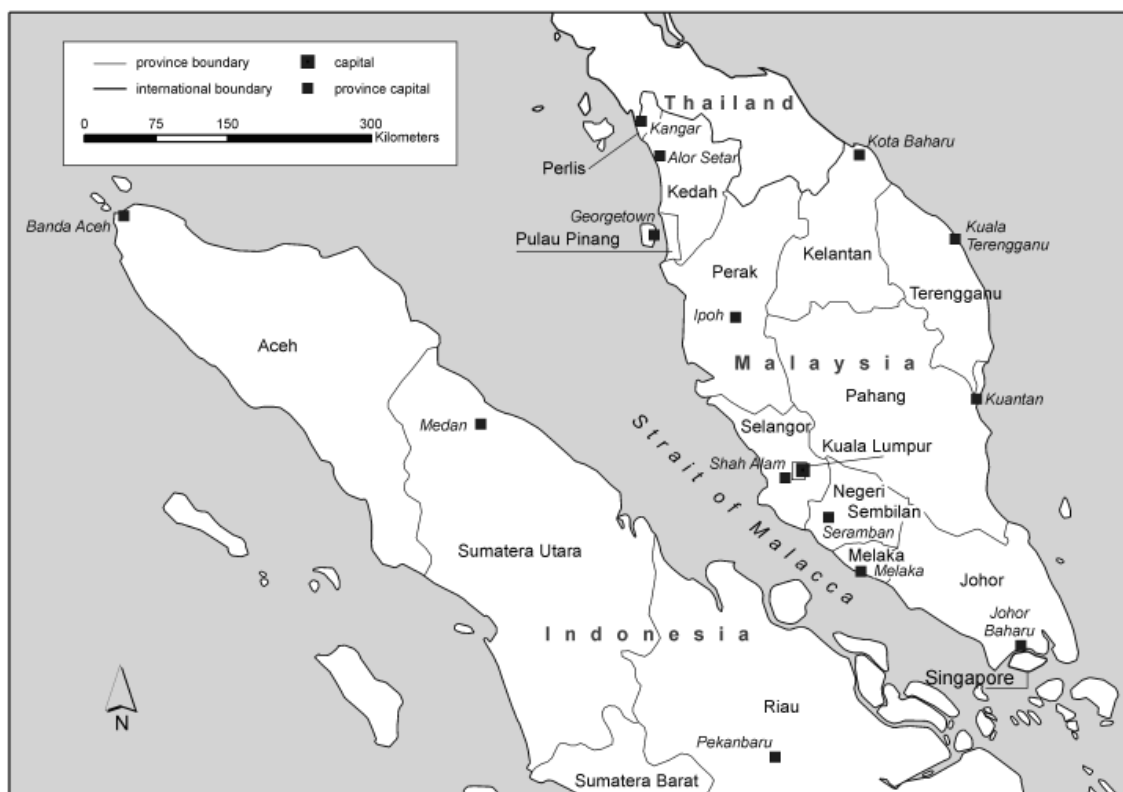 province boundary
capital
international boundary
province capital
0 75 150 300
Kilometers
Thailand
Kangar
Perlis
Alor Setar
Kota Baharu
Kedah
Banda Aceh
Georgetown
Pulau Pinang
Kuala
Terengganu
Perak
Kelantan
Terengganu
Ipoh
Aceh
Malaysia
Pahang
Kuantan
Medan
Selangor
Strait of Malacca
Kuala Lumpur
Shah Alam
Negeri
Sembilan
Seramban
Sumatera Utara
Melaka
Melaka
Johor
Johor
Baharu
Indonesia
Singapore
N
Riau
Pekanbaru
Sumatera Barat